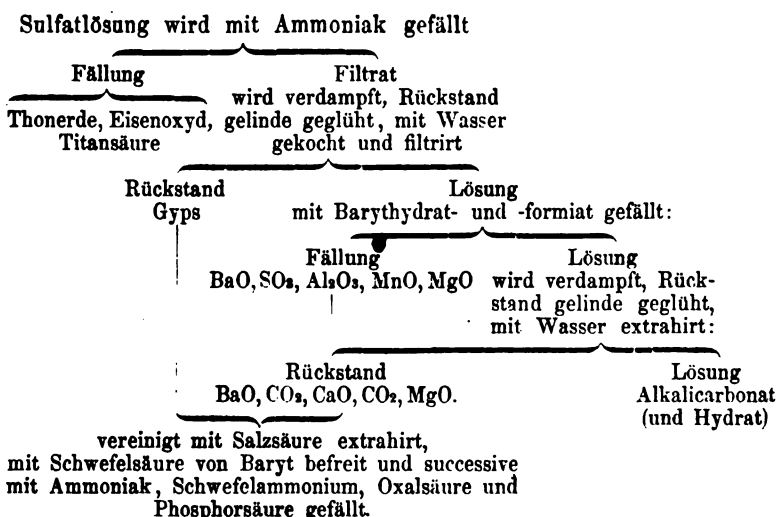 Sulfatlösung wird mit Ammoniak gefällt
Fällung
Filtrat
wird verdampft, Rückstand
Thonerde, Eisenoxyd, gelinde geglüht, mit Wasser
Titansäure
gekocht und filtrirt
Rückstand
Lösung
Gyps
mit Barythydrat- und -formiat gefällt:
Fällung
Lösung
BaO, SO₃, Al₂O₃, MnO, MgO
wird verdampft, Rück-
stand gelinde geglüht,
mit Wasser extrahirt:
Rückstand
Lösung
BaO, CO₂, CaO, CO₂, MgO.
Alkalicarbonat
(und Hydrat)
vereinigt mit Salzsäure extrahirt,
mit Schwefelsäure von Baryt befreit und successive
mit Ammoniak, Schwefelammonium, Oxalsäure und
Phosphorsäure gefällt.